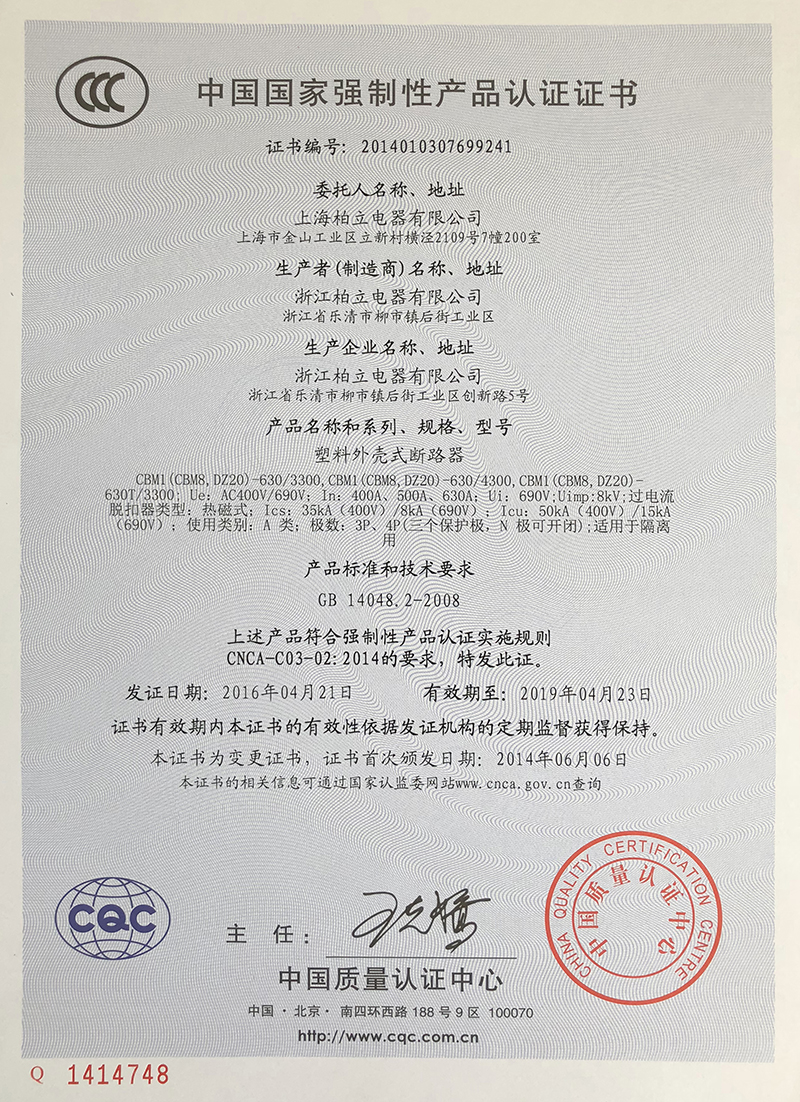 CCC
中国国家强制性产品认证证书
证书编号: 2014010307699241
委托人名称、地址
上海柏立电器有限公司
上海市金山工业区立新村横泾2109号7幢200室
生产者(制造商)名称、地址
浙江柏立电器有限公司
浙江省乐清市柳市镇后街工业区
生产企业名称、地址
浙江柏立电器有限公司
浙江省乐清市柳市镇后街工业区创新路5号
产品名称和系列、规格、型号
塑料外壳式断路器
CBM1(CBM8,DZ20)-630/3300,CBM1(CBM8,DZ20)-630/4300,CBM1(CBM8,DZ20)-
630T/3300; Ue: AC400V/690V; In: 400A、500A、630A; Ui: 690V;Uimp:8kV;过电流
脱扣器类型: 热磁式; Ics: 35kA (400V) /8kA (690V) ; Icu: 50kA (400V) /15kA
(690V) ; 使用类别: A 类; 极数: 3P、4P(三个保护极, N 极可开闭);适用于隔离
用
产品标准和技术要求
GB 14048.2-2008
上述产品符合强制性产品认证实施规则
CNCA-C03-02:2014的要求, 特发此证。
发证日期: 2016年04月21日 有效期至: 2019年04月23日
证书有效期内本证书的有效性依据发证机构的定期监督获得保持。
本证书为变更证书, 证书首次颁发日期: 2014年06月06日
本证书的相关信息可通过国家认监委网站www.cnca.gov.cn查询
CQC
主 任:
CHINA QUALITY CERTIFICATION CENTRE
中国质量认证中心
中国质量认证中心
中国·北京·南四环西路 188 号 9 区 100070
http://www.cqc.com.cn
Q 1414748